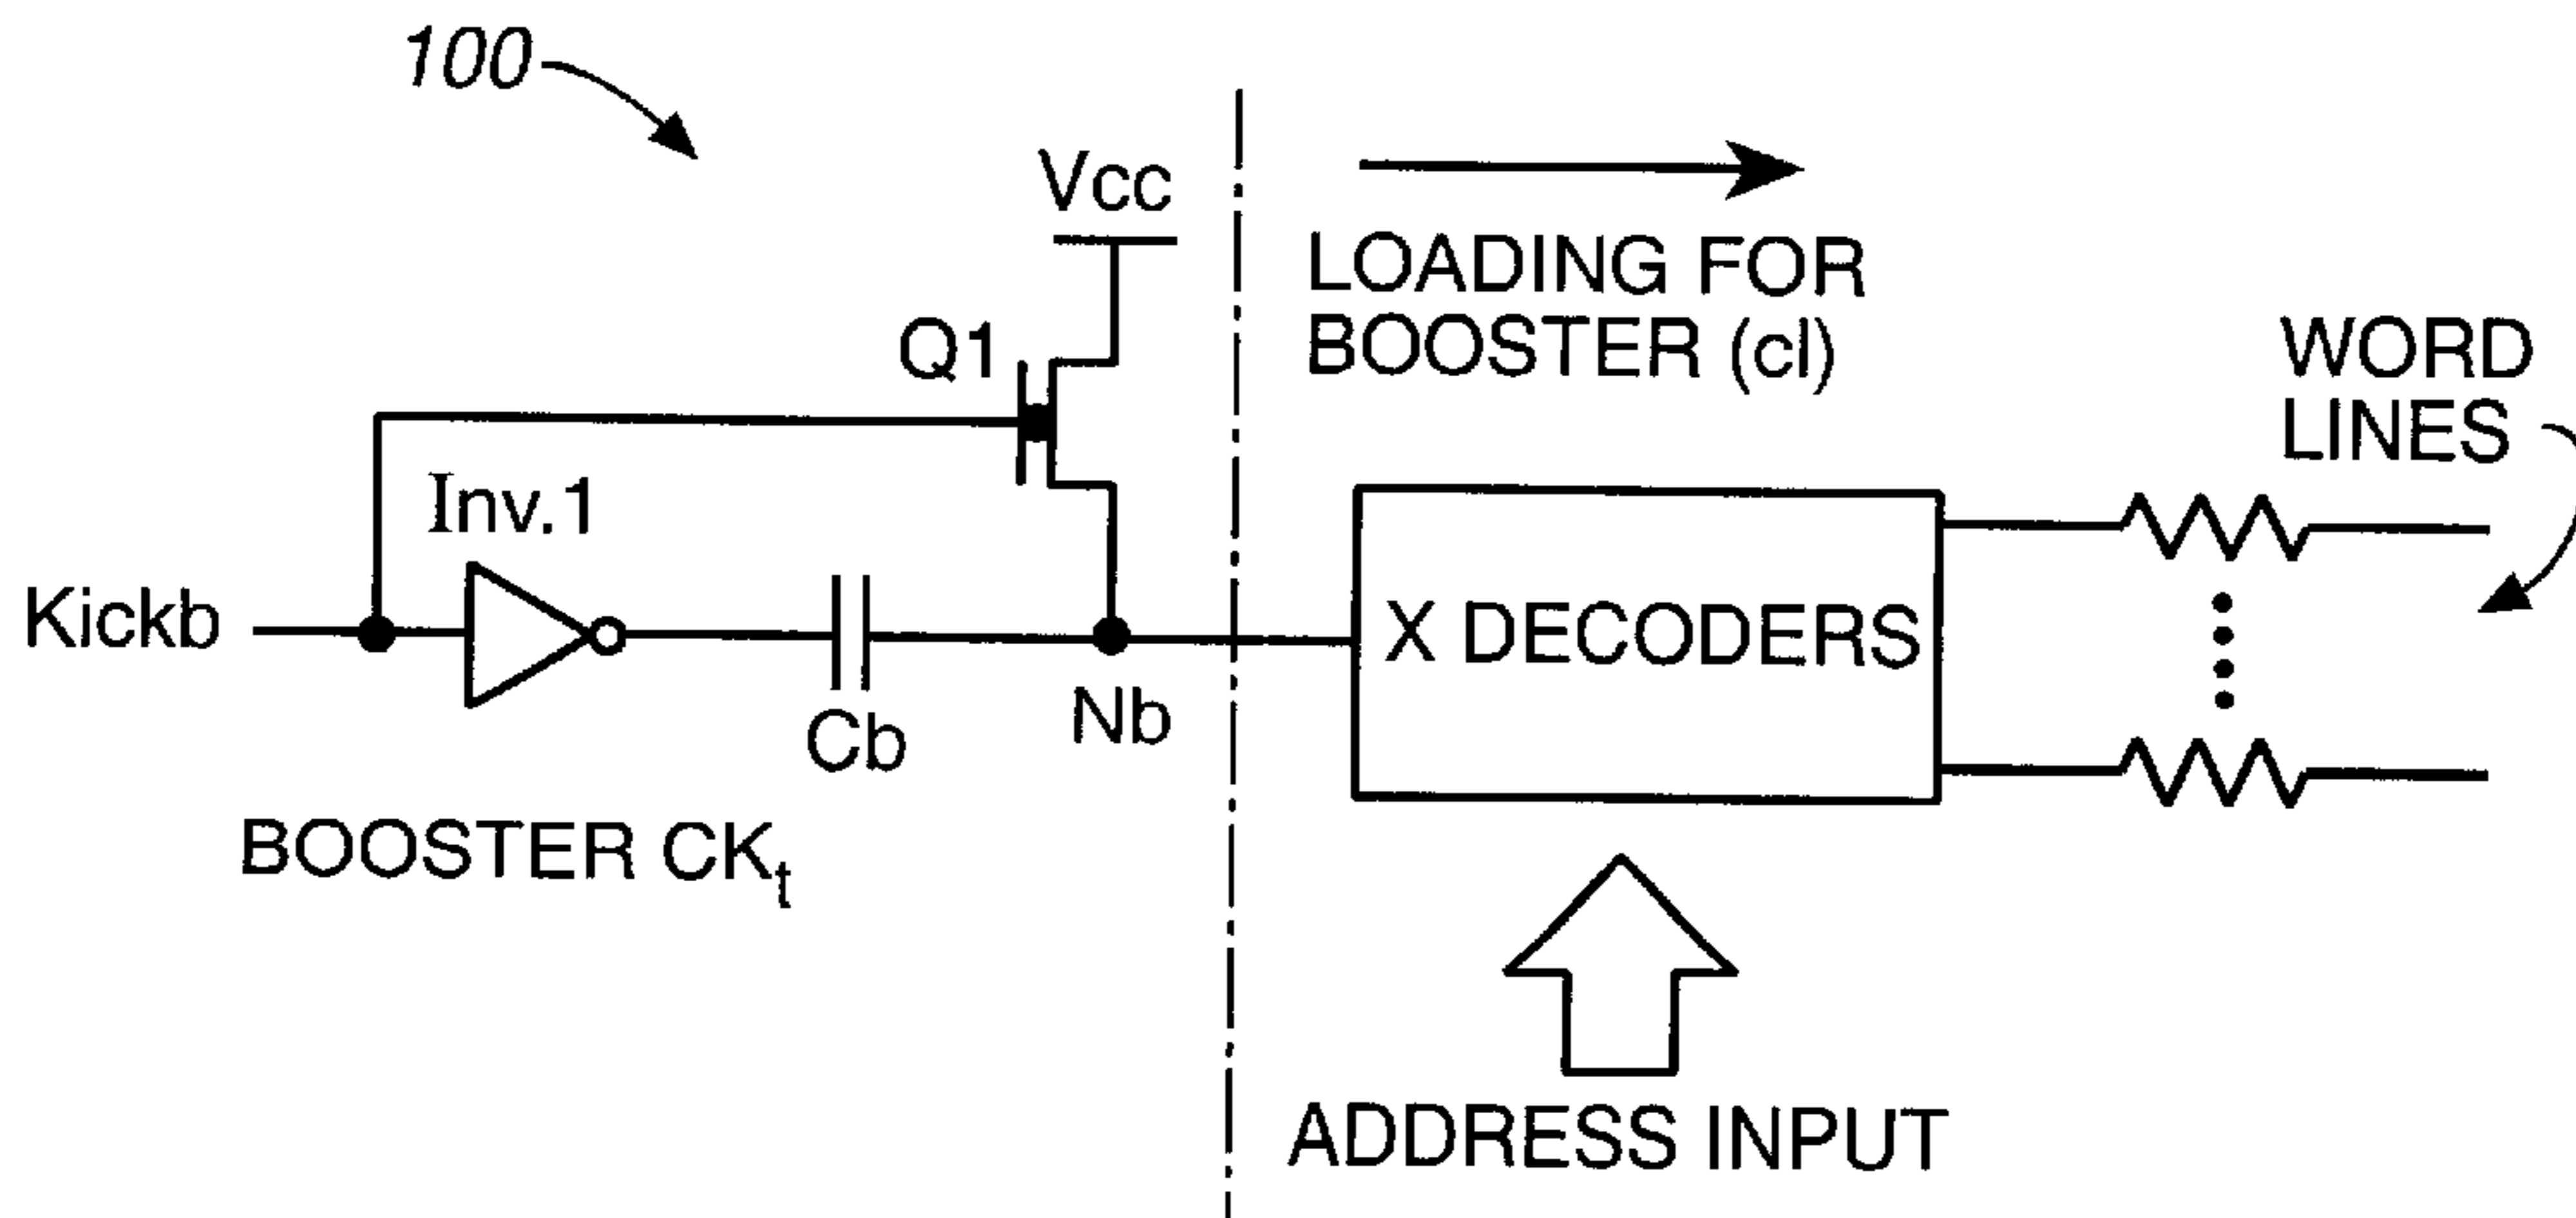 100
Vcc
LOADING FOR
BOOSTER (cl)
Q1
WORD
LINES
Inv.1
Kickb
X DECODERS
Cb
Nb
BOOSTER CKt
ADDRESS INPUT